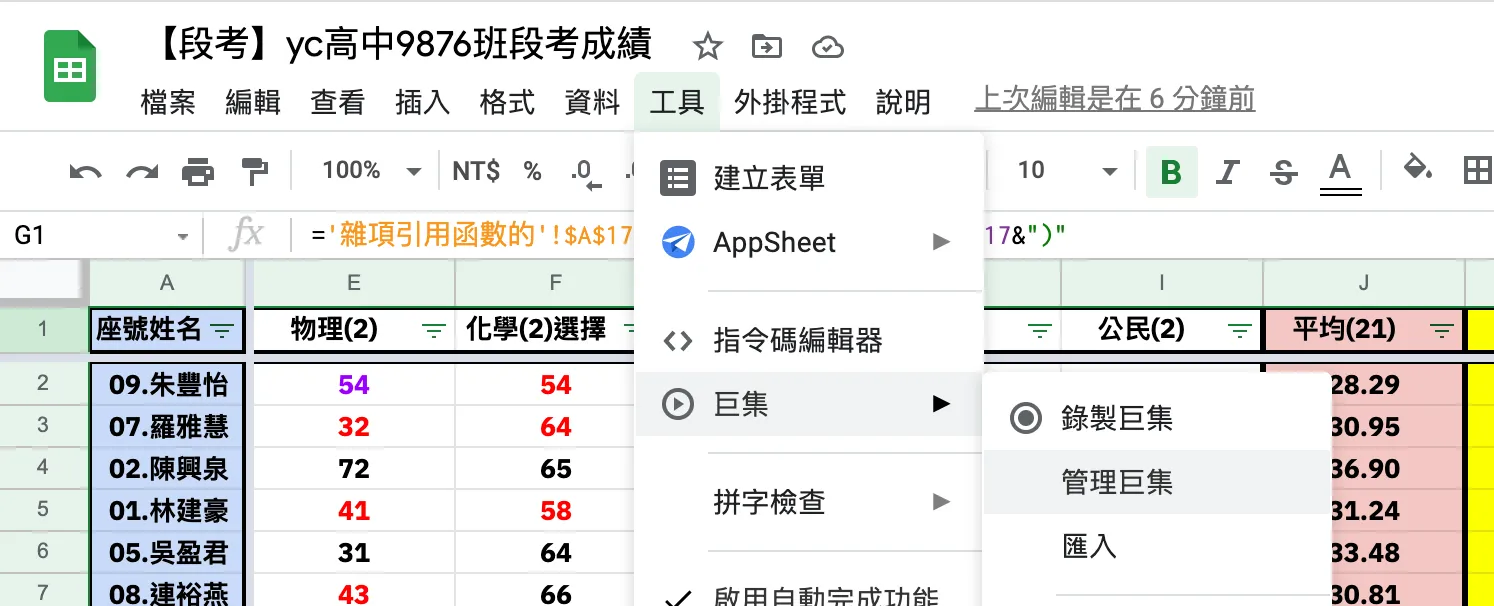 【段考】yc高中9876班段考成績
檔案 編輯 查看 插入 格式 資料 工具 外掛程式 說明 上次編輯是在 6 分鐘前
100% NT$ % .0 10 B I S A
建立表單
G1 fx ='雜項引用函數的'!$A$17 17&")"
AppSheet
A E F I J
1 座號姓名 物理(2) 化學(2)選擇 公民(2) 平均(21)
指令碼編輯器
2 09.朱豐怡 54 54 28.29
巨集 錄製巨集
3 07.羅雅慧 32 64 30.95
4 02.陳興泉 72 65 36.90
管理巨集
5 01.林建豪 41 58 31.24
拼字檢查
6 05.吳盈君 31 64 33.48
匯入
7 08.連裕燕 43 66 30.81
啟用自動完成功能